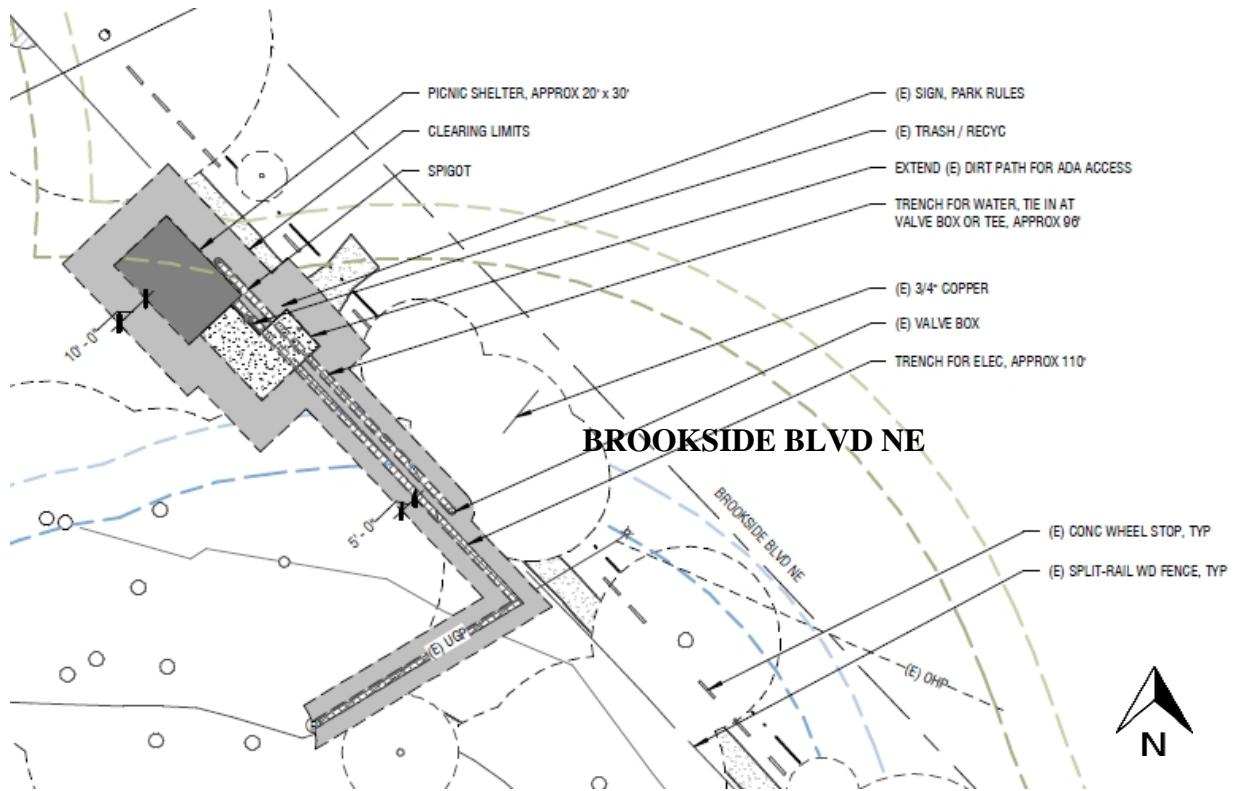 PICNIC SHELTER, APPROX 20' x 30'
CLEARING LIMITS
SPIGOT
(E) SIGN, PARK RULES
(E) TRASH / RECYC
EXTEND (E) DIRT PATH FOR ADA ACCESS
TRENCH FOR WATER, TIE IN AT
VALVE BOX OR TEE, APPROX 96'
(E) 3/4" COPPER
(E) VALVE BOX
TRENCH FOR ELEC, APPROX 110'
10' - 0"
BROOKSIDE BLVD NE
5' - 0"
BROOKSIDE BLVD NE
(E) CONC WHEEL STOP, TYP
(E) SPLIT-RAIL WD FENCE, TYP
(E) UGP
(E) OHP
N